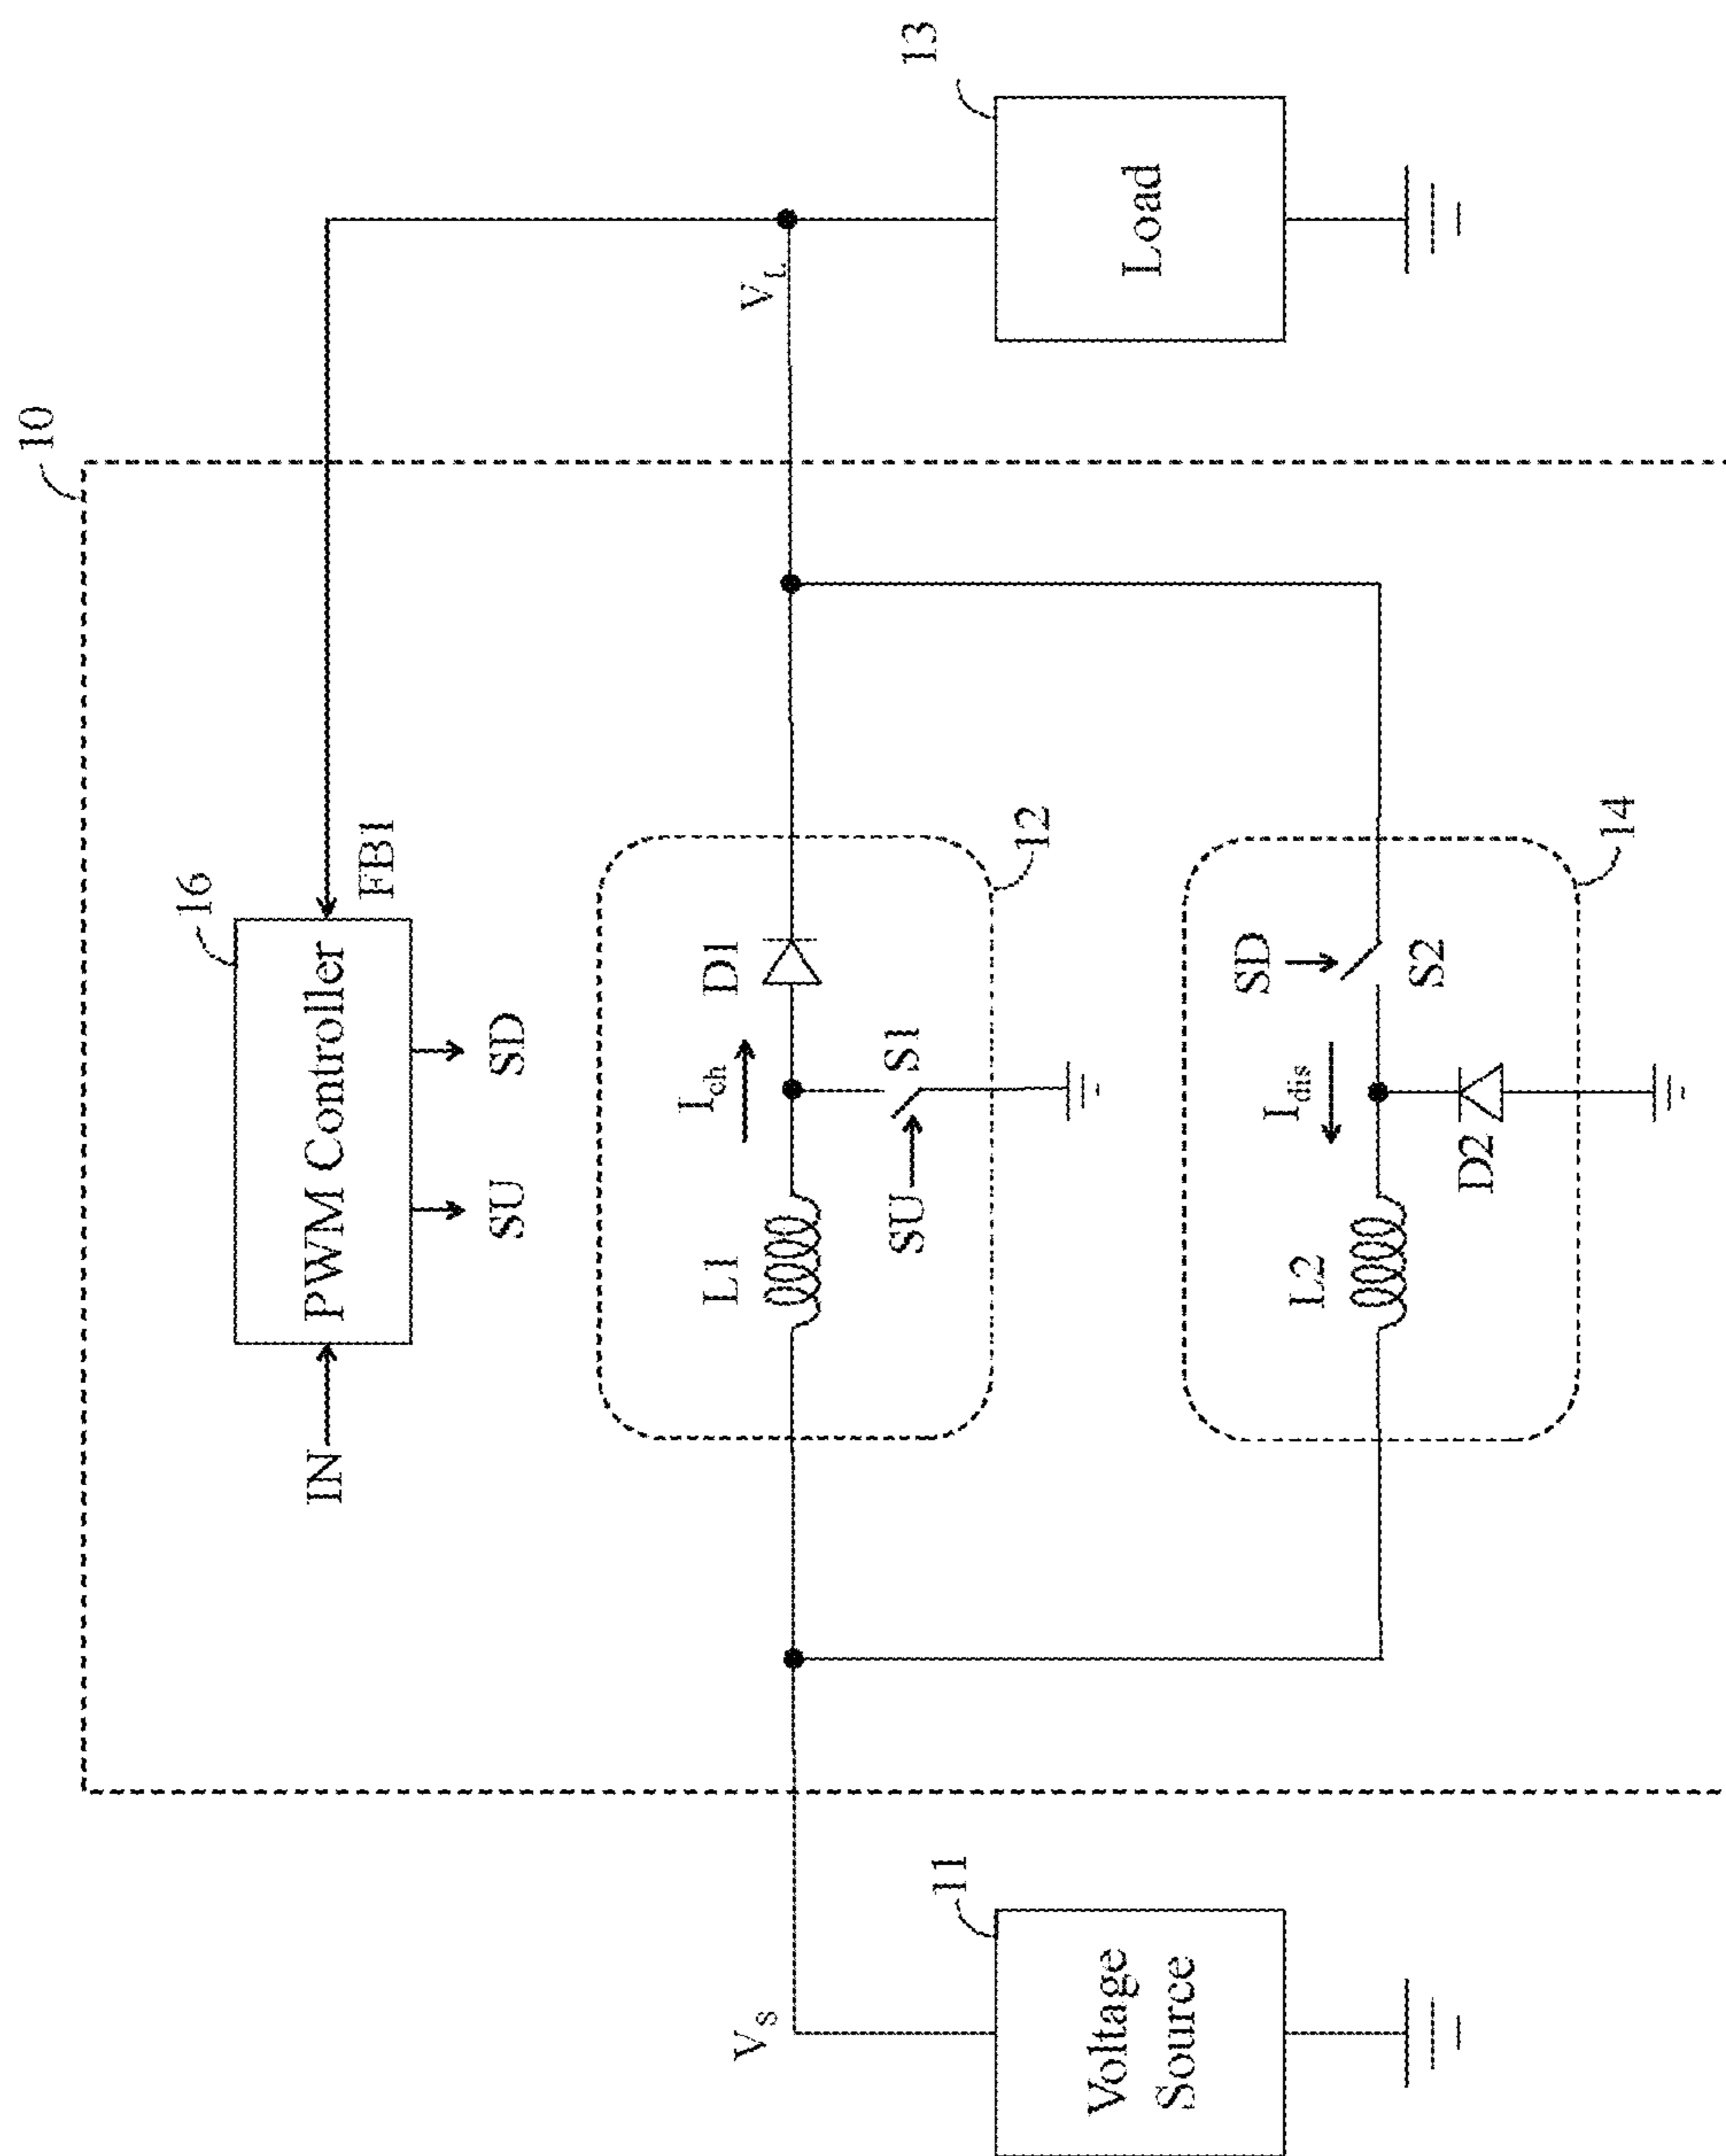 10
16
IN
PWM Controller
FB1
SU
SD
L1
I_ch
D1
SU
S1
12
V_S
V_L
11
Voltage
Source
13
Load
L2
I_dis
SD
S2
D2
14